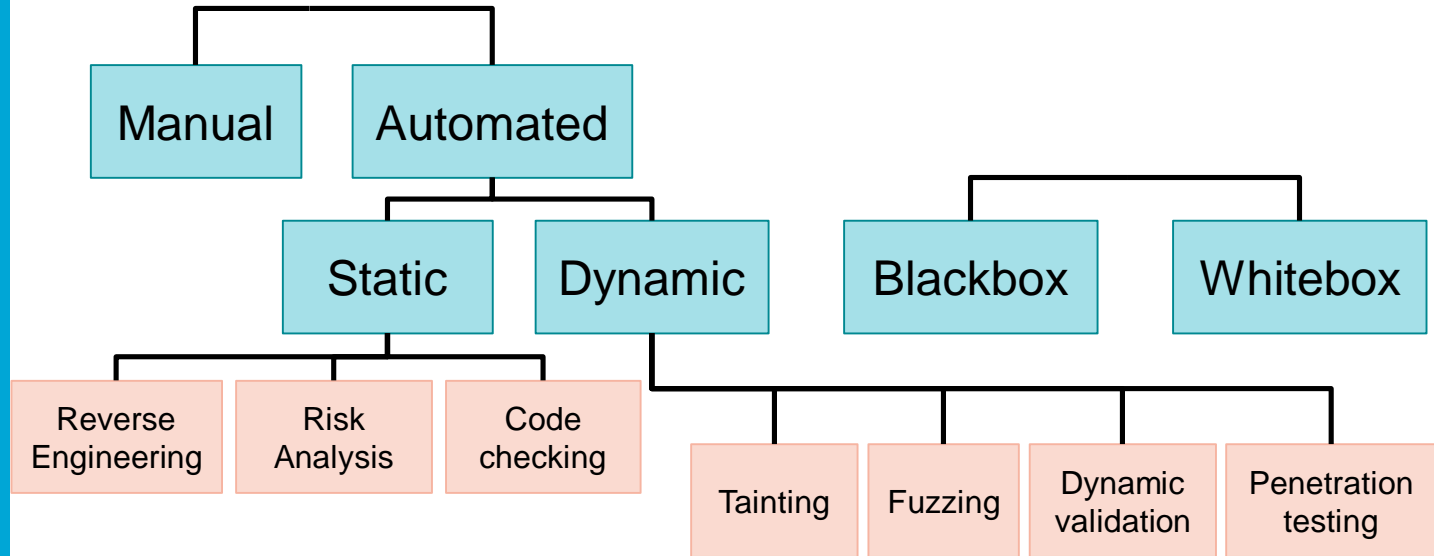 Manual
Automated
Static
Dynamic
Blackbox
Whitebox
Reverse
Engineering
Risk
Analysis
Code
checking
Tainting
Fuzzing
Dynamic
validation
Penetration
testing